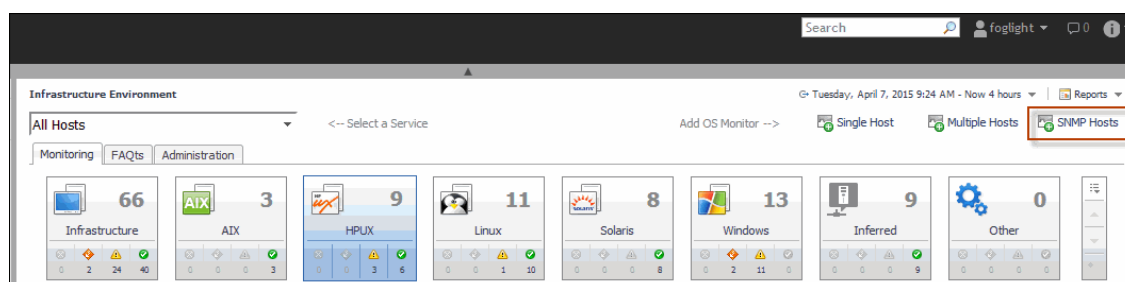 Search foglight 0
Infrastructure Environment Tuesday, April 7, 2015 9:24 AM - Now 4 hours Reports
All Hosts <-- Select a Service Add OS Monitor --> Single Host Multiple Hosts SNMP Hosts
Monitoring FAQts Administration
66 AIX 3 9 11 8 13 9 0
Infrastructure AIX HPUX Linux Solaris Windows Inferred Other
0 2 24 40 0 0 0 3 0 0 3 6 0 0 1 10 0 0 0 8 0 2 11 0 0 0 0 9 0 0 0 0